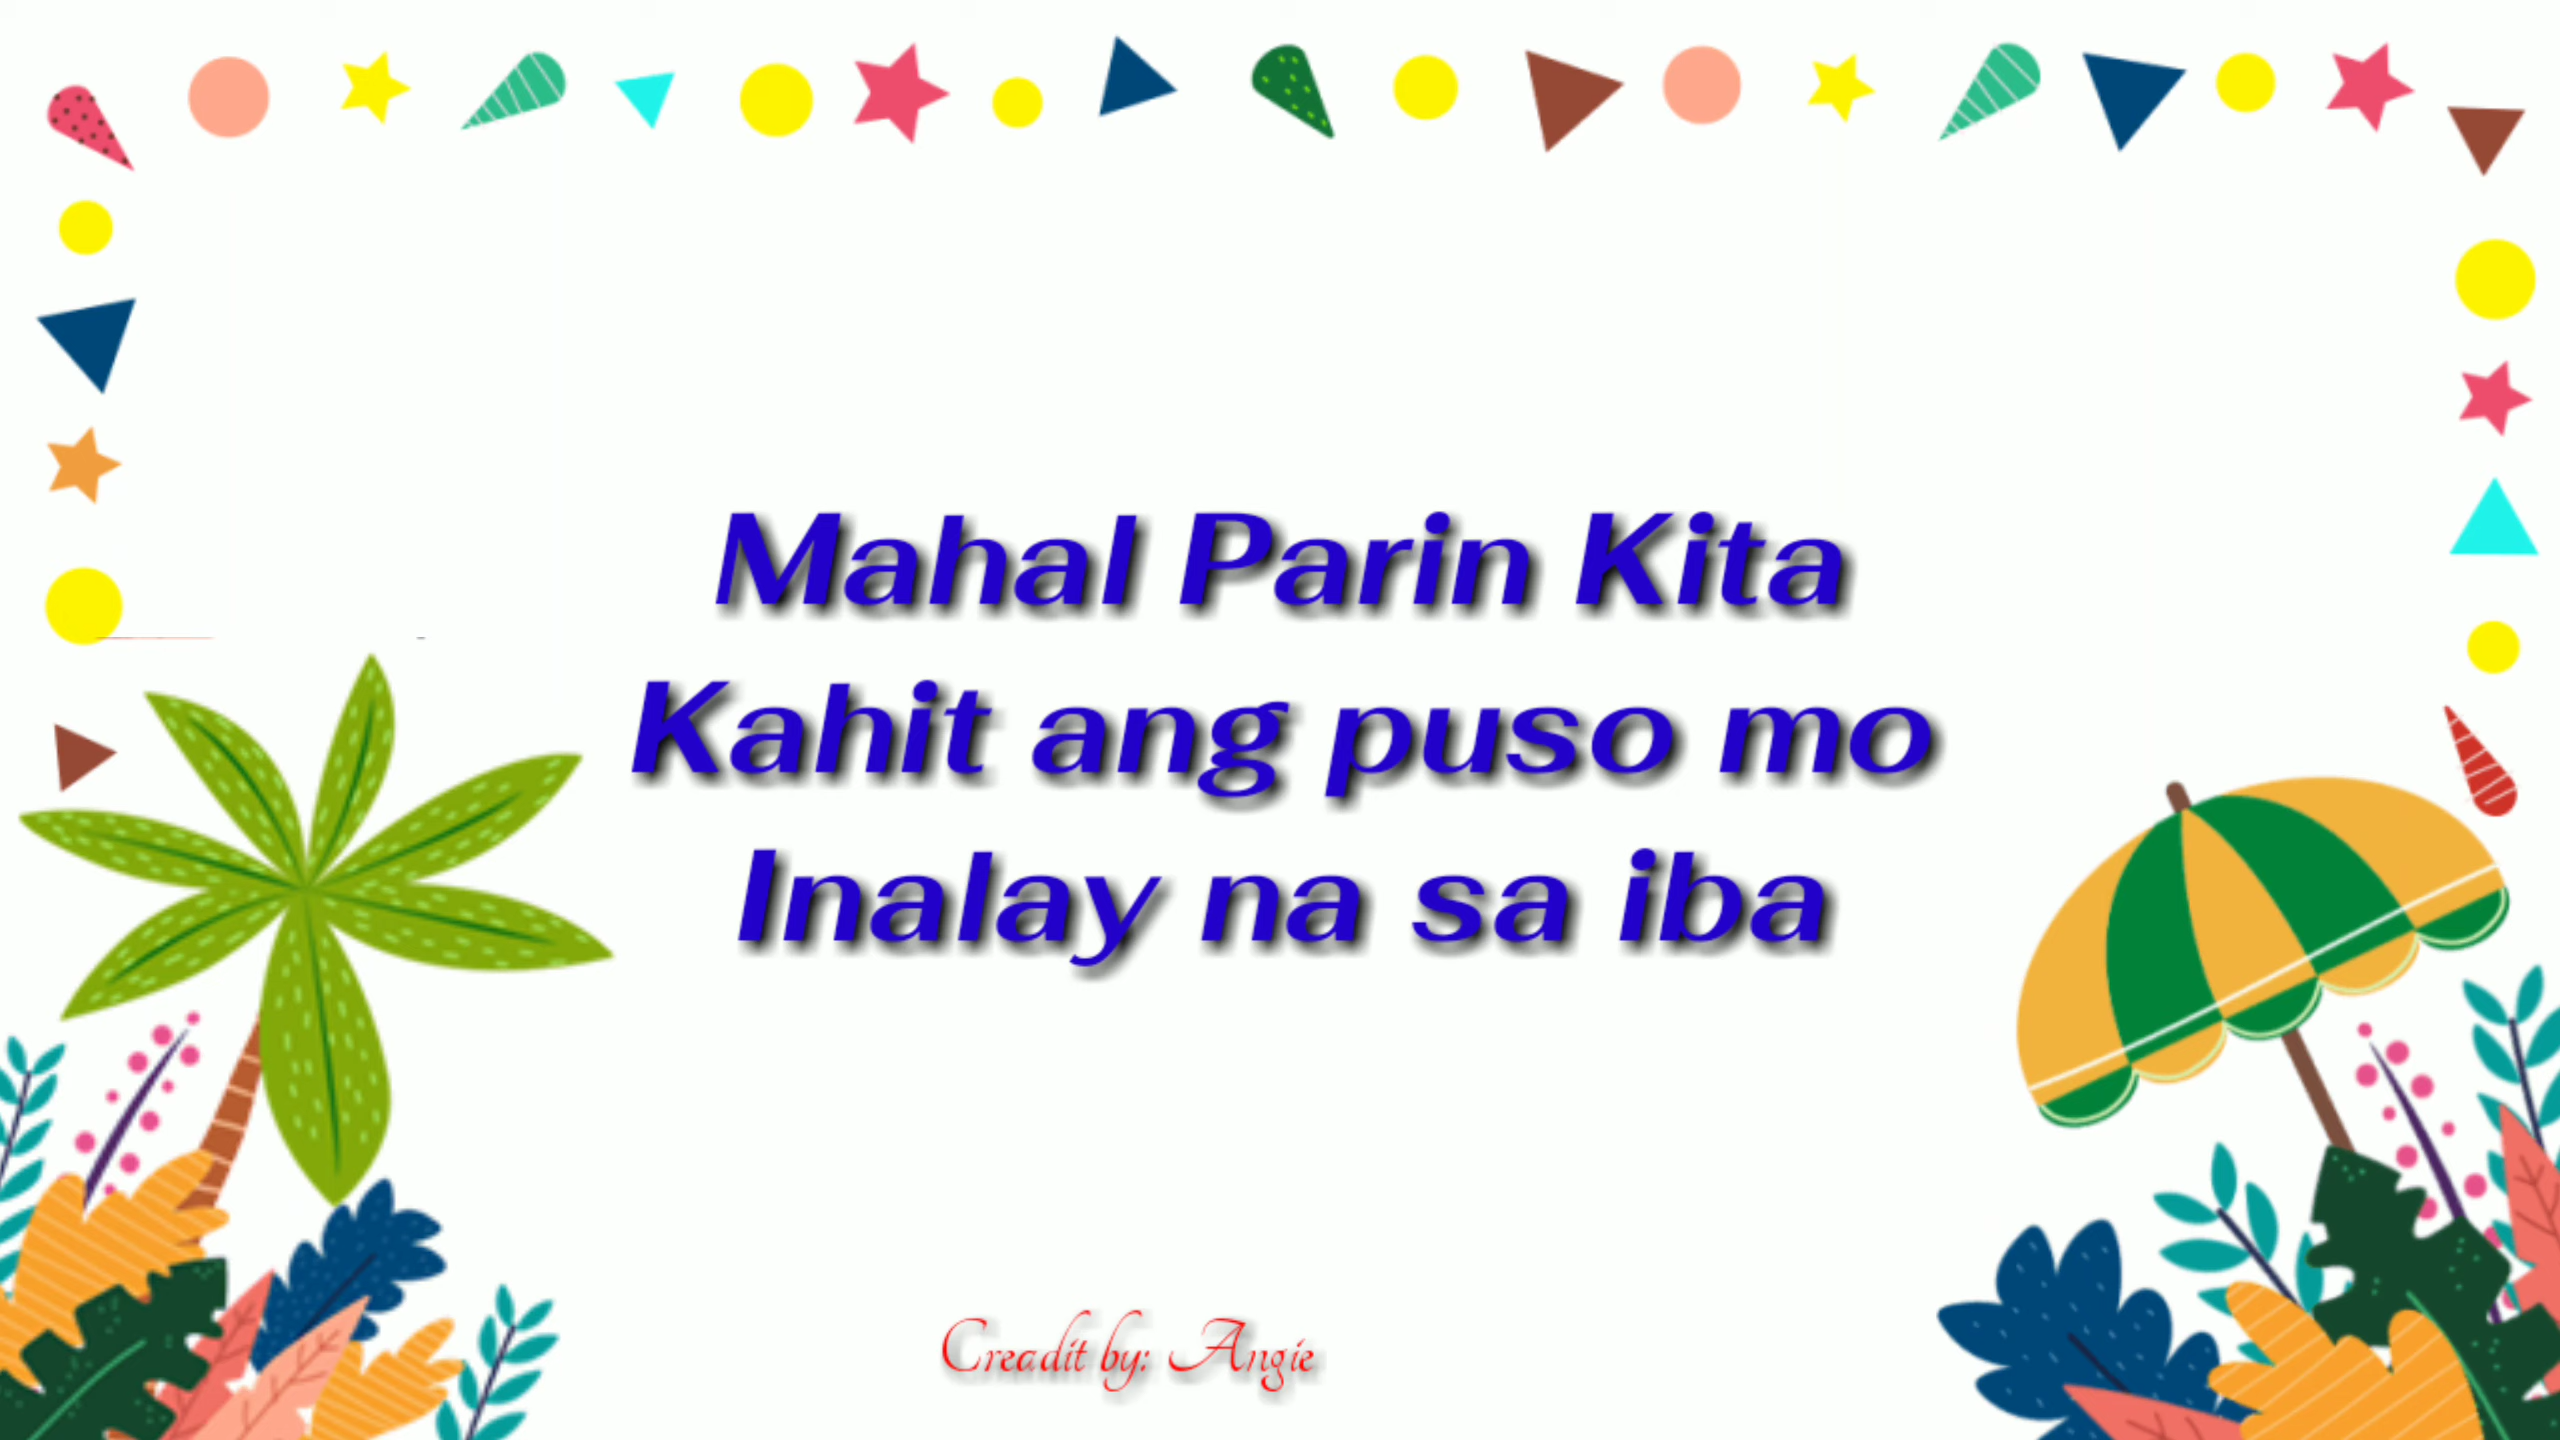 Mahal Parin Kita
Kahit ang puso mo
Inalay na sa iba
Creadit by: Angie